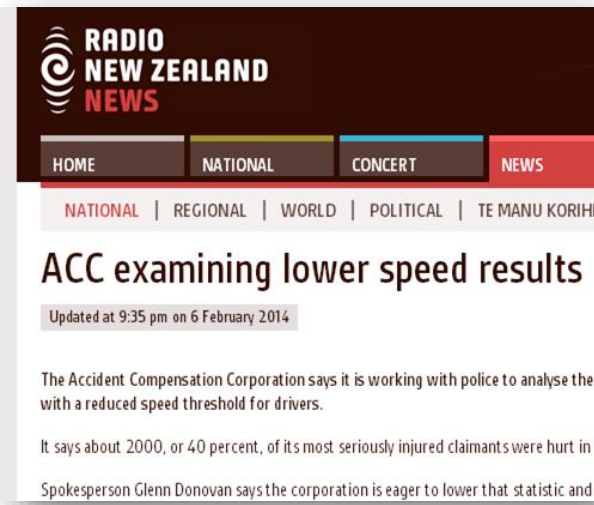 RADIO
NEW ZEALAND
NEWS
HOME NATIONAL CONCERT NEWS
NATIONAL | REGIONAL | WORLD | POLITICAL | TE MANU KORIHI
ACC examining lower speed results
Updated at 9:35 pm on 6 February 2014
The Accident Compensation Corporation says it is working with police to analyse the
with a reduced speed threshold for drivers.
It says about 2000, or 40 percent, of its most seriously injured claimants were hurt in
Spokesperson Glenn Donovan says the corporation is eager to lower that statistic and